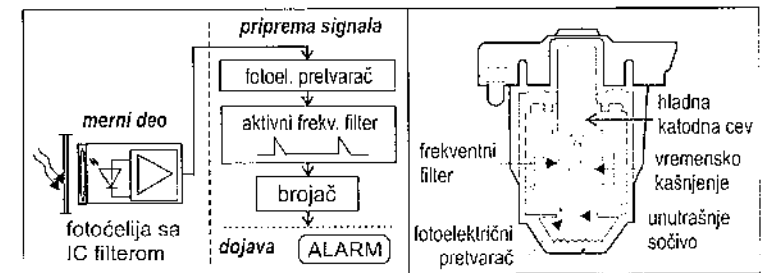 priprema signala
fotoel. pretvarač
aktivni frekv. filter
brojač
dojava
ALARM
merni deo
fotoćelija sa
IC filterom
hladna
katodna cev
frekventni
filter
vremensko
kašnjenje
fotoelektrični
pretvarač
unutrašnje
sočivo